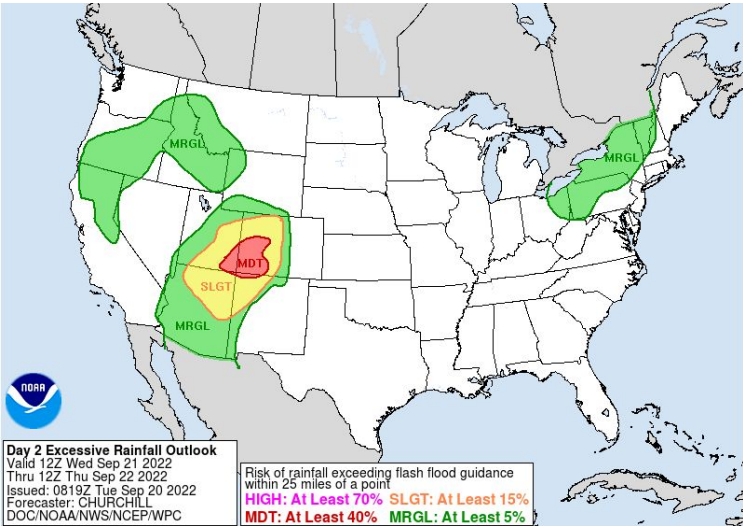 MRGL
MRGL
MDT
SLGT
MRGL
NOAA
Day 2 Excessive Rainfall Outlook
Valid 12Z Wed Sep 21 2022
Thru 12Z Thu Sep 22 2022
Issued: 0819Z Tue Sep 20 2022
Forecaster: CHURCHILL
DOC/NOAA/NWS/NCEP/WPC
Risk of rainfall exceeding flash flood guidance
within 25 miles of a point
HIGH: At Least 70% SLGT: At Least 15%
MDT: At Least 40% MRGL: At Least 5%